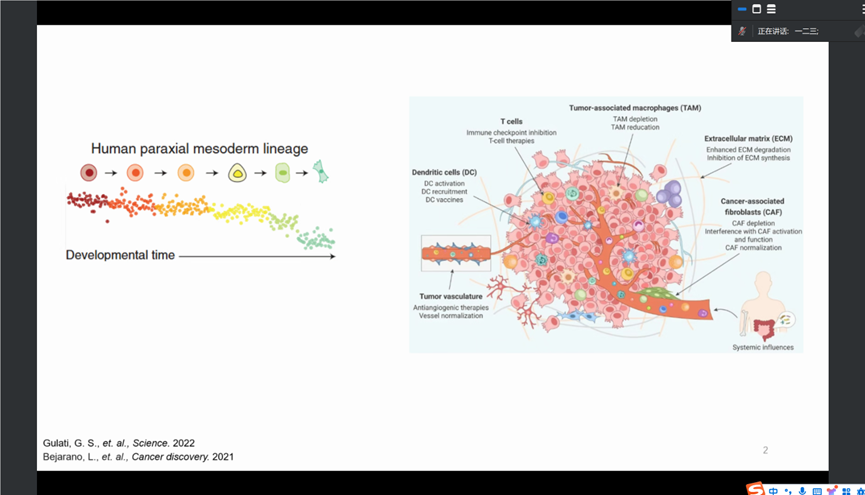 正在讲话: 一二三;
Human paraxial mesoderm lineage
Developmental time
Tumor-associated macrophages (TAM)
TAM depletion
TAM reducation
T cells
Immune checkpoint inhibition
T-cell therapies
Extracellular matrix (ECM)
Enhanced ECM degradation
Inhibition of ECM synthesis
Dendritic cells (DC)
DC activation
DC recruitment
DC vaccines
Cancer-associated
fibroblasts (CAF)
CAF depletion
Interference with CAF activation
and function
CAF normalization
Tumor vasculature
Antiangiogenic therapies
Vessel normalization
Systemic influences
Gulati, G. S., et. al., Science. 2022
Bejarano, L., et. al., Cancer discovery. 2021
2
中